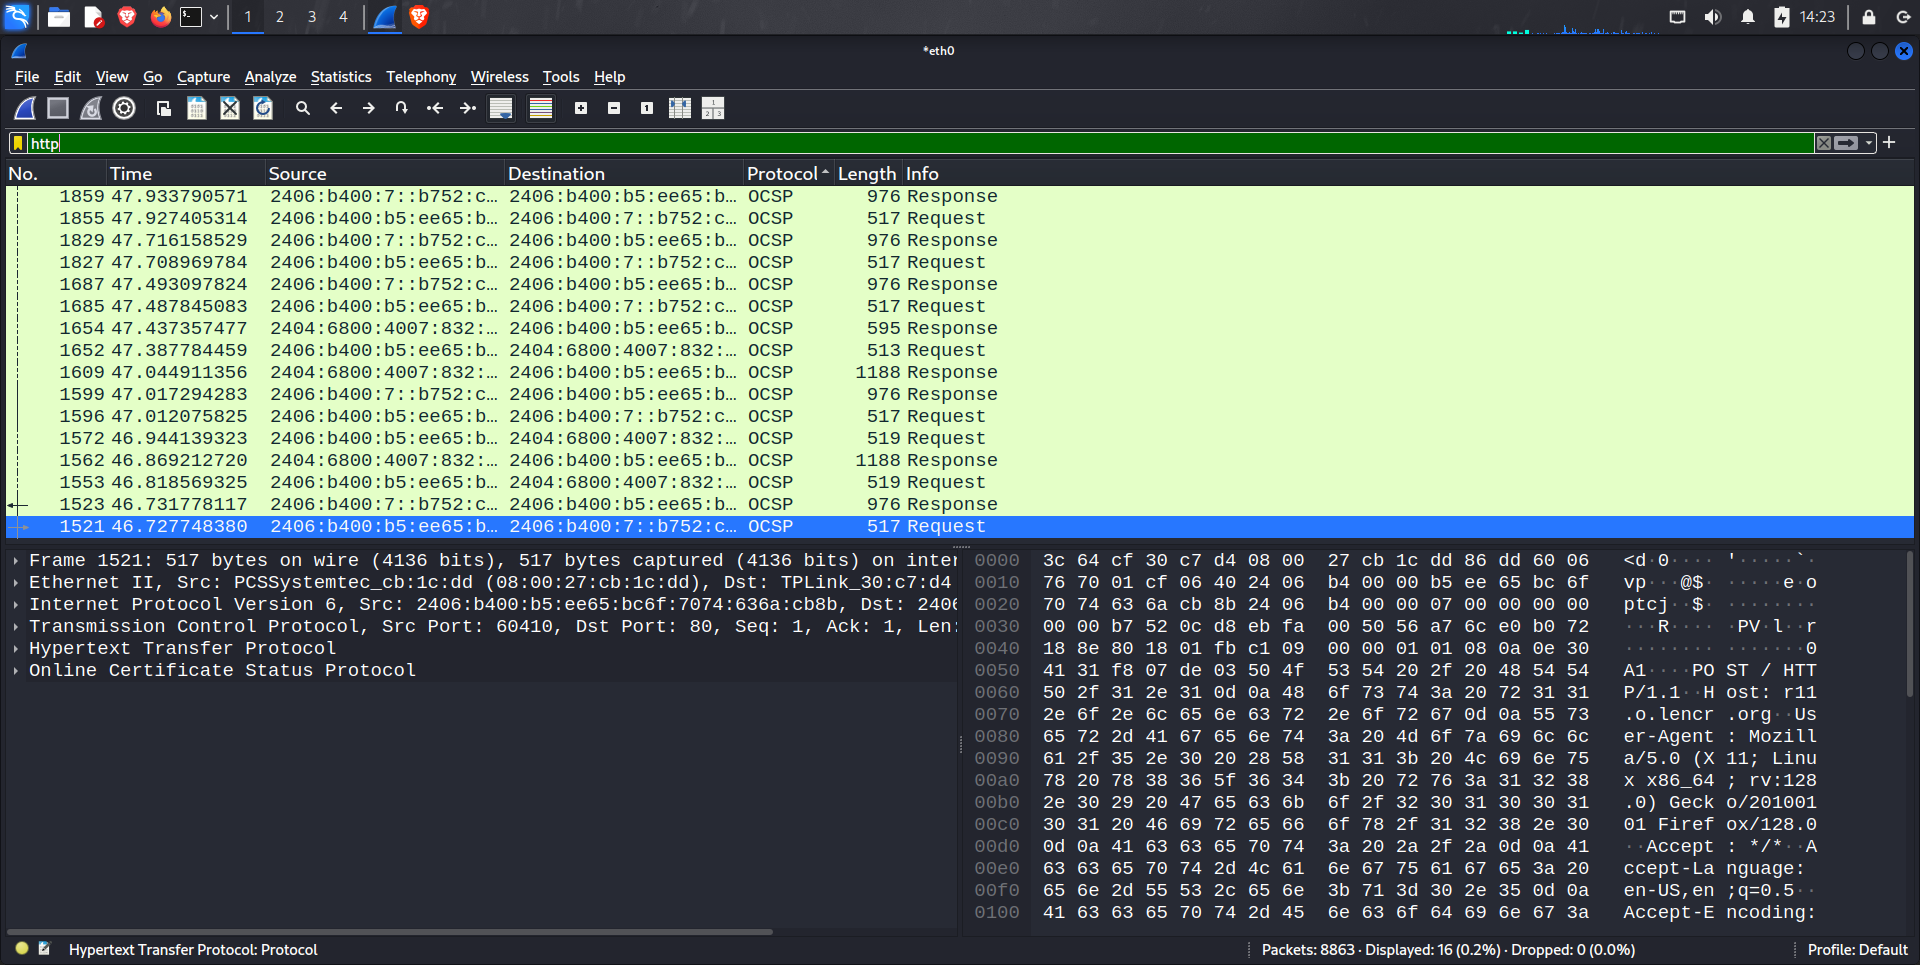 1 2 3 4 14:23
*eth0
File Edit View Go Capture Analyze Statistics Telephony Wireless Tools Help
http
No. Time Source Destination Protocol Length Info
1859 47.933790571 2406:b400:7::b752:c… 2406:b400:b5:ee65:b… OCSP 976 Response
1855 47.927405314 2406:b400:b5:ee65:b… 2406:b400:7::b752:c… OCSP 517 Request
1829 47.716158529 2406:b400:7::b752:c… 2406:b400:b5:ee65:b… OCSP 976 Response
1827 47.708969784 2406:b400:b5:ee65:b… 2406:b400:7::b752:c… OCSP 517 Request
1687 47.493097824 2406:b400:7::b752:c… 2406:b400:b5:ee65:b… OCSP 976 Response
1685 47.487845083 2406:b400:b5:ee65:b… 2406:b400:7::b752:c… OCSP 517 Request
1654 47.437357477 2404:6800:4007:832:… 2406:b400:b5:ee65:b… OCSP 595 Response
1652 47.387784459 2406:b400:b5:ee65:b… 2404:6800:4007:832:… OCSP 513 Request
1609 47.044911356 2404:6800:4007:832:… 2406:b400:b5:ee65:b… OCSP 1188 Response
1599 47.017294283 2406:b400:7::b752:c… 2406:b400:b5:ee65:b… OCSP 976 Response
1596 47.012075825 2406:b400:b5:ee65:b… 2406:b400:7::b752:c… OCSP 517 Request
1572 46.944139323 2406:b400:b5:ee65:b… 2404:6800:4007:832:… OCSP 519 Request
1562 46.869212720 2404:6800:4007:832:… 2406:b400:b5:ee65:b… OCSP 1188 Response
1553 46.818569325 2406:b400:b5:ee65:b… 2404:6800:4007:832:… OCSP 519 Request
1523 46.731778117 2406:b400:7::b752:c… 2406:b400:b5:ee65:b… OCSP 976 Response
1521 46.727748380 2406:b400:b5:ee65:b… 2406:b400:7::b752:c… OCSP 517 Request
Frame 1521: 517 bytes on wire (4136 bits), 517 bytes captured (4136 bits) on inter
Ethernet II, Src: PCSSystemtec_cb:1c:dd (08:00:27:cb:1c:dd), Dst: TPLink_30:c7:d4
Internet Protocol Version 6, Src: 2406:b400:b5:ee65:bc6f:7074:636a:cb8b, Dst: 2406
Transmission Control Protocol, Src Port: 60410, Dst Port: 80, Seq: 1, Ack: 1, Len:
Hypertext Transfer Protocol
Online Certificate Status Protocol
0000 3c 64 cf 30 c7 d4 08 00 27 cb 1c dd 86 dd 60 06 <d·0···· '·····`·
0010 76 70 01 cf 06 40 24 06 b4 00 00 b5 ee 65 bc 6f vp···@$· ·····e·o
0020 70 74 63 6a cb 8b 24 06 b4 00 00 07 00 00 00 00 ptcj··$· ········
0030 00 00 b7 52 0c d8 eb fa 00 50 56 a7 6c e0 b0 72 ···R···· ·PV·l··r
0040 18 8e 80 18 01 fb c1 09 00 00 01 01 08 0a 0e 30 ········ ·······0
0050 41 31 f8 07 de 03 50 4f 53 54 20 2f 20 48 54 54 A1····PO ST / HTT
0060 50 2f 31 2e 31 0d 0a 48 6f 73 74 3a 20 72 31 31 P/1.1··H ost: r11
0070 2e 6f 2e 6c 65 6e 63 72 2e 6f 72 67 0d 0a 55 73 .o.lencr .org··Us
0080 65 72 2d 41 67 65 6e 74 3a 20 4d 6f 7a 69 6c 6c er-Agent : Mozill
0090 61 2f 35 2e 30 20 28 58 31 31 3b 20 4c 69 6e 75 a/5.0 (X 11; Linu
00a0 78 20 78 38 36 5f 36 34 3b 20 72 76 3a 31 32 38 x x86_64 ; rv:128
00b0 2e 30 29 20 47 65 63 6b 6f 2f 32 30 31 30 30 31 .0) Geck o/201001
00c0 30 31 20 46 69 72 65 66 6f 78 2f 31 32 38 2e 30 01 Firef ox/128.0
00d0 0d 0a 41 63 63 65 70 74 3a 20 2a 2f 2a 0d 0a 41 ··Accept : */*··A
00e0 63 63 65 70 74 2d 4c 61 6e 67 75 61 67 65 3a 20 ccept-La nguage:
00f0 65 6e 2d 55 53 2c 65 6e 3b 71 3d 30 2e 35 0d 0a en-US,en ;q=0.5··
0100 41 63 63 65 70 74 2d 45 6e 63 6f 64 69 6e 67 3a Accept-E ncoding:
Hypertext Transfer Protocol: Protocol Packets: 8863 · Displayed: 16 (0.2%) · Dropped: 0 (0.0%) Profile: Default